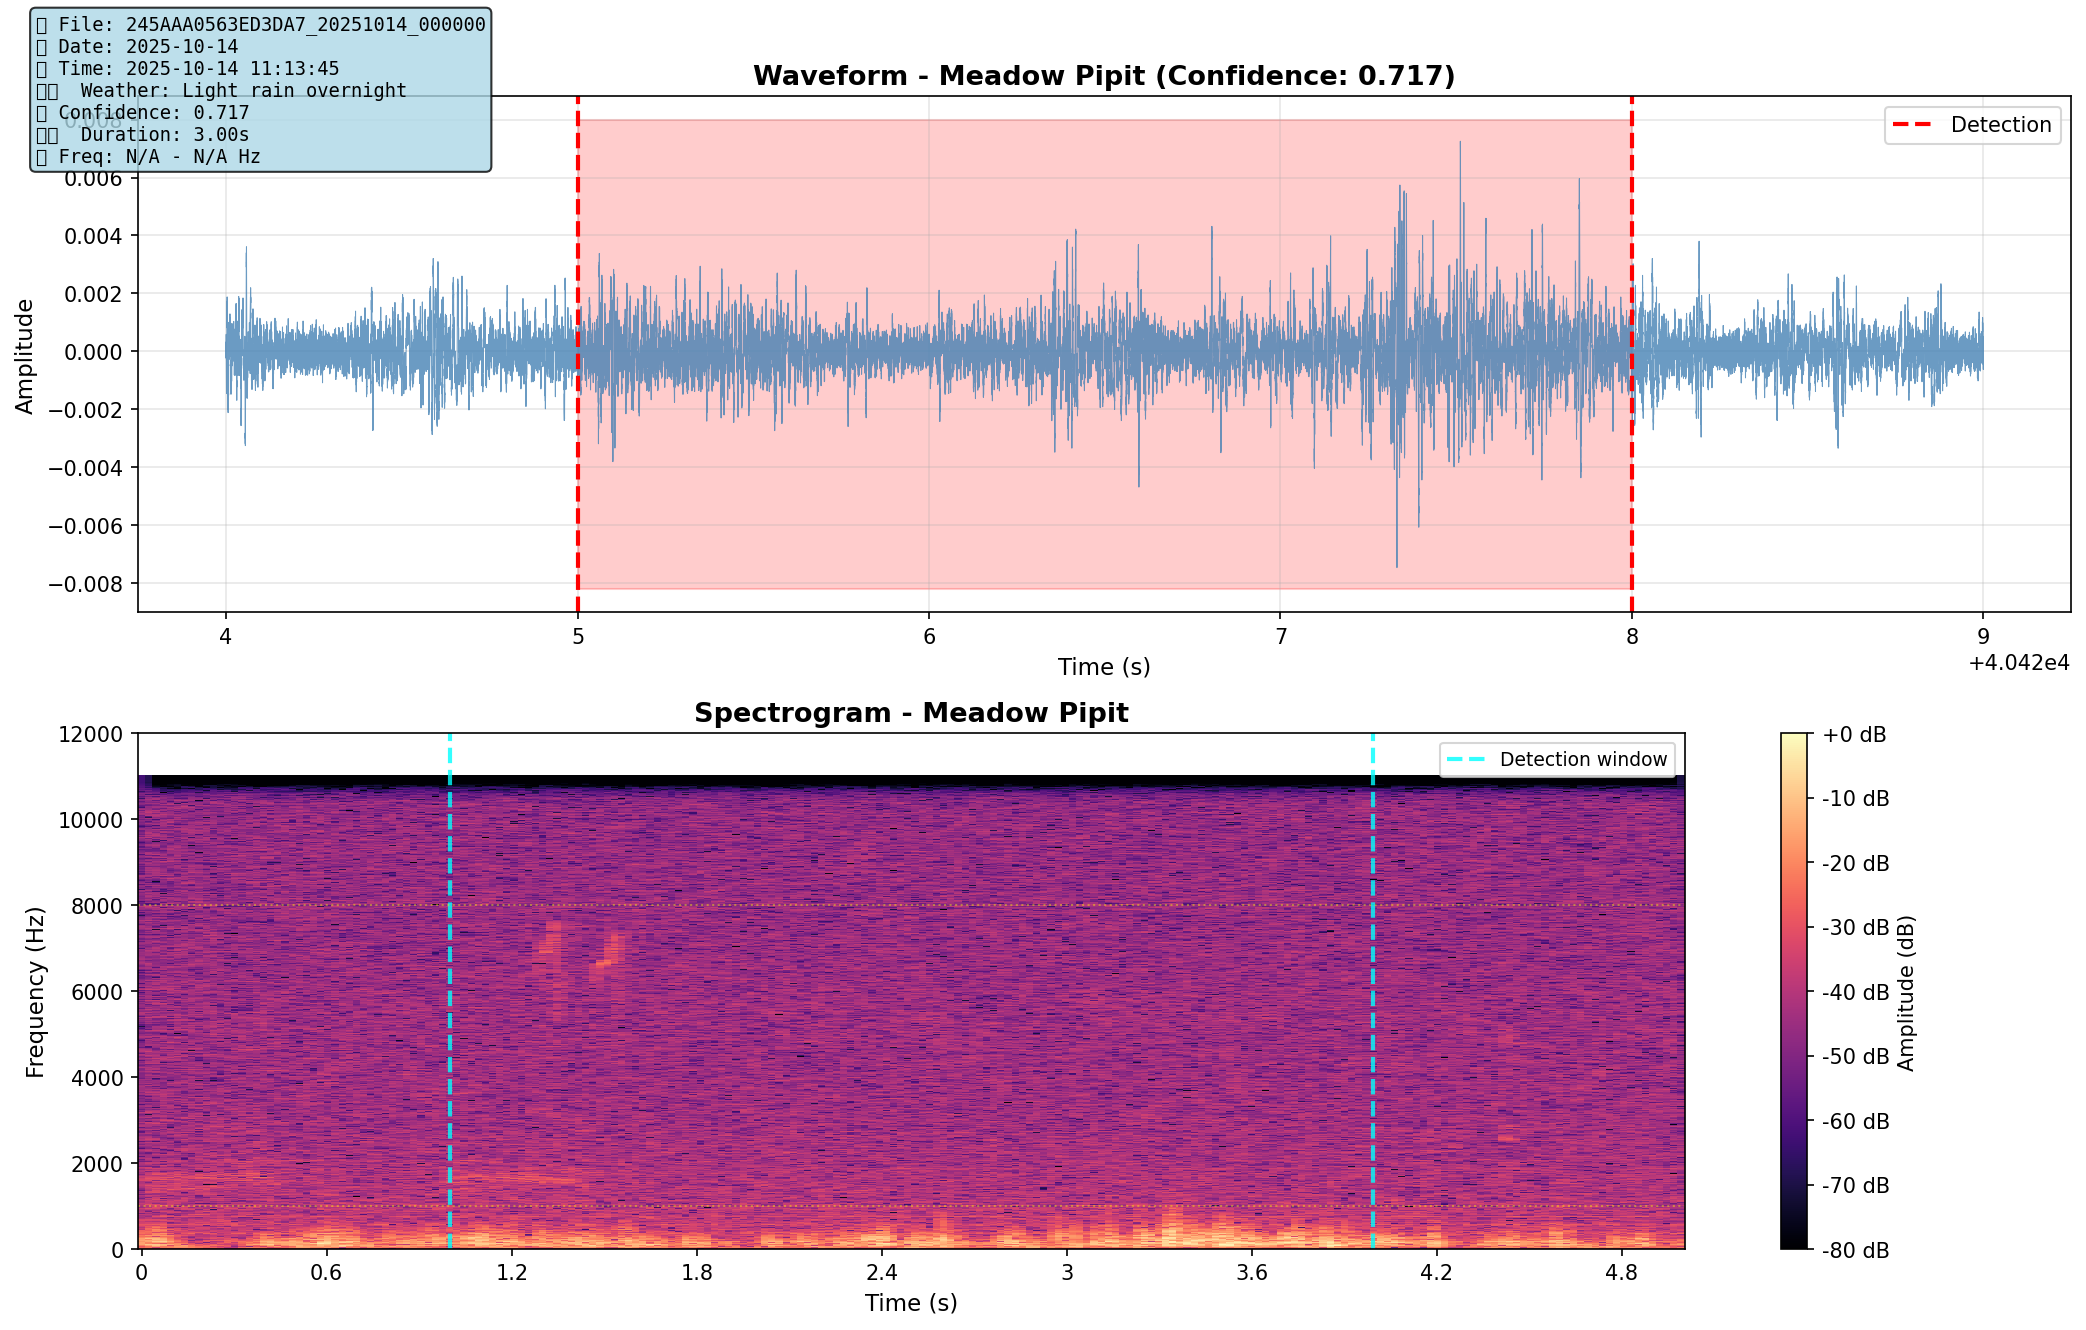 File: 245AAA0563ED3DA7_20251014_000000
Date: 2025-10-14
Time: 2025-10-14 11:13:45
Weather: Light rain overnight
Confidence: 0.717
Duration: 3.00s
Freq: N/A - N/A Hz
Waveform - Meadow Pipit (Confidence: 0.717)
Detection
Amplitude
0.008
0.006
0.004
0.002
0.000
−0.002
−0.004
−0.006
−0.008
4
5
6
7
8
9
Time (s)
+4.042e4
Spectrogram - Meadow Pipit
Detection window
Frequency (Hz)
12000
10000
8000
6000
4000
2000
0
0
0.6
1.2
1.8
2.4
3
3.6
4.2
4.8
Time (s)
+0 dB
-10 dB
-20 dB
-30 dB
-40 dB
-50 dB
-60 dB
-70 dB
-80 dB
Amplitude (dB)